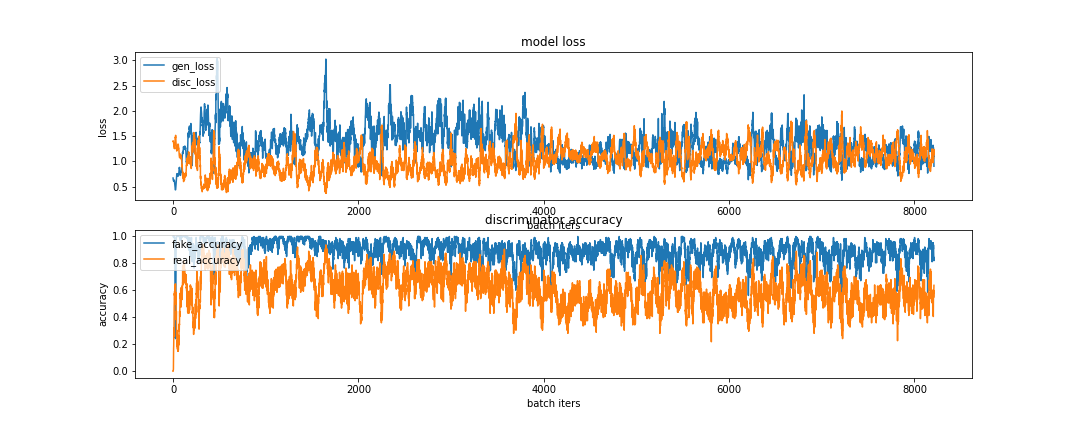 model loss
gen_loss
disc_loss
3.0
2.5
2.0
1.5
1.0
0.5
loss
0 2000 4000 6000 8000
batch iters
discriminator accuracy
fake_accuracy
real_accuracy
1.0
0.8
0.6
0.4
0.2
0.0
accuracy
0 2000 4000 6000 8000
batch iters